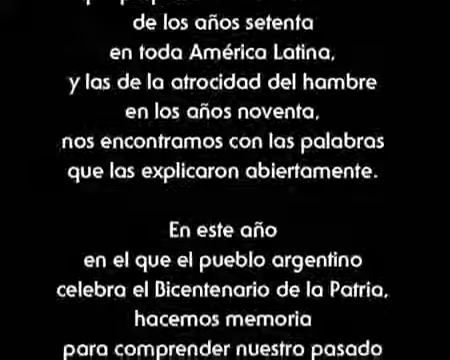 de los años setenta
en toda América Latina,
y las de la atrocidad del hambre
en los años noventa,
nos encontramos con las palabras
que las explicaron abiertamente.
En este año
en el que el pueblo argentino
celebra el Bicentenario de la Patria,
hacemos memoria
para comprender nuestro pasado